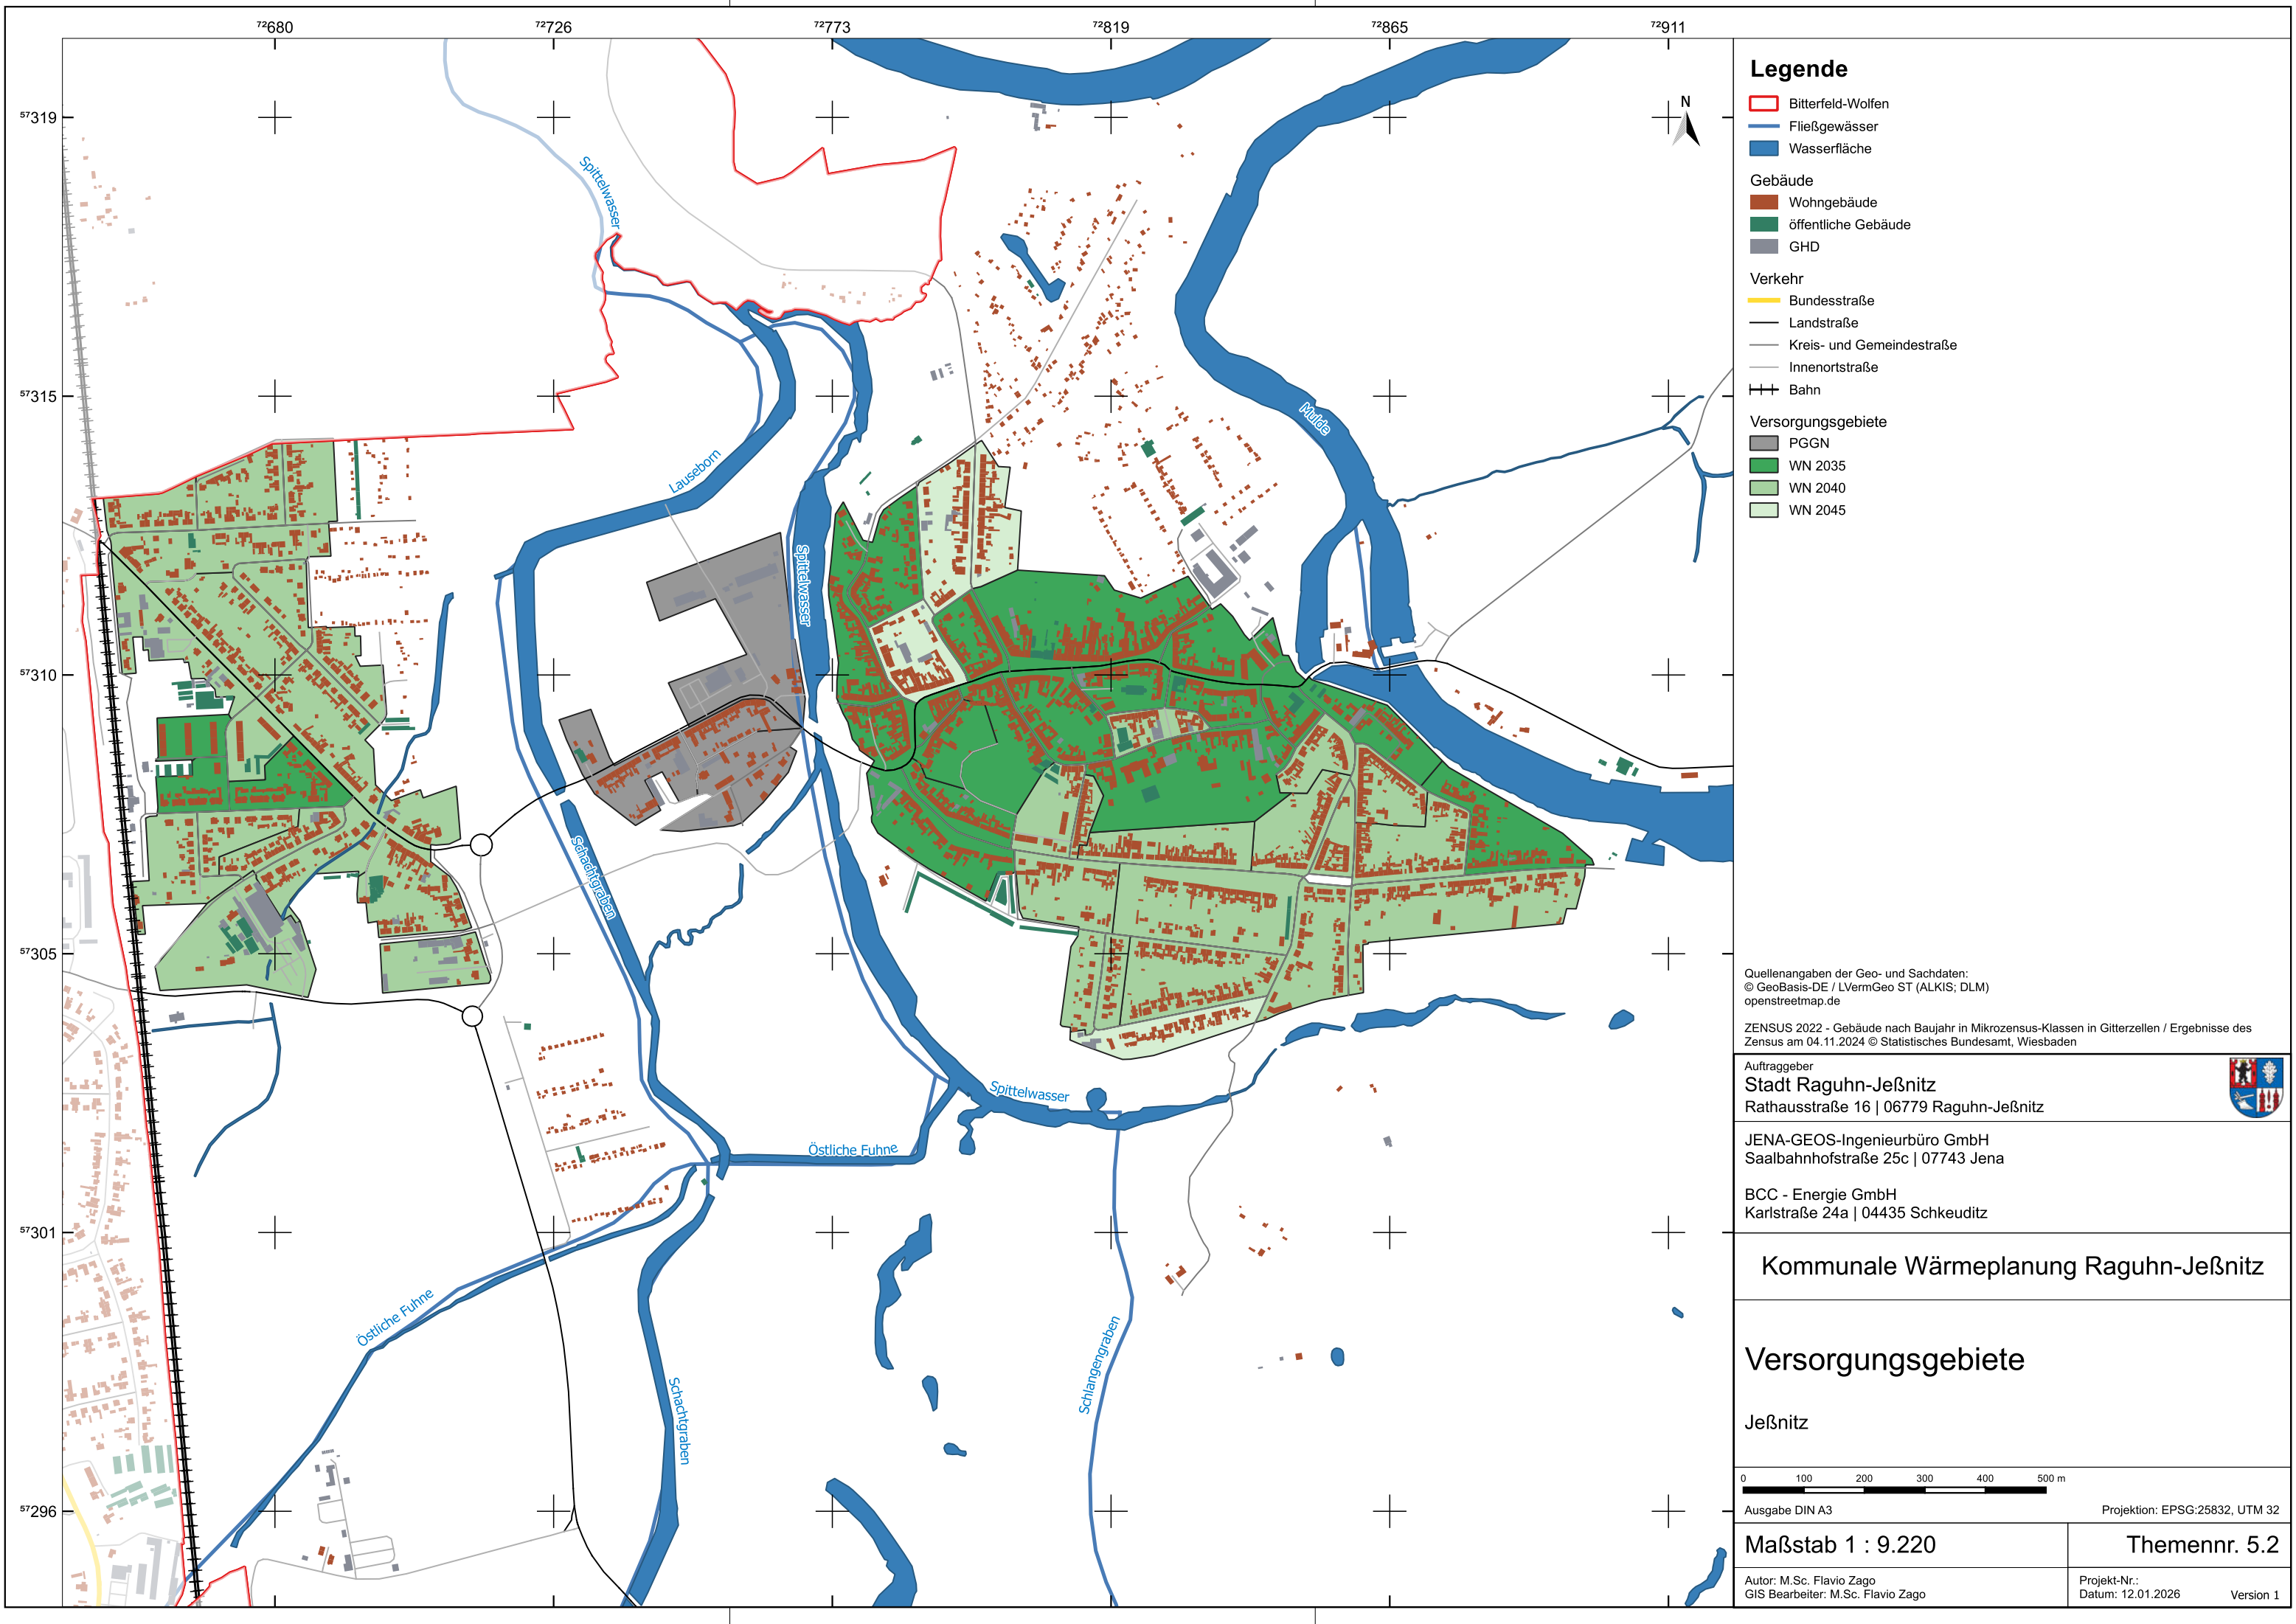 72680 72726 72773 72819 72865 72911
57319
57315
57310
57305
57301
57296
N
Spittelwasser
Lauseborn
Spittelwasser
Mulde
Schachtgraben
Spittelwasser
Östliche Fuhne
Östliche Fuhne
Schlangengraben
Schachtgraben
Legende
Bitterfeld-Wolfen
Fließgewässer
Wasserfläche
Gebäude
Wohngebäude
öffentliche Gebäude
GHD
Verkehr
Bundesstraße
Landstraße
Kreis- und Gemeindestraße
Innenortstraße
Bahn
Versorgungsgebiete
PGGN
WN 2035
WN 2040
WN 2045
Quellenangaben der Geo- und Sachdaten:
© GeoBasis-DE / LVermGeo ST (ALKIS; DLM)
openstreetmap.de
ZENSUS 2022 - Gebäude nach Baujahr in Mikrozensus-Klassen in Gitterzellen / Ergebnisse des
Zensus am 04.11.2024 © Statistisches Bundesamt, Wiesbaden
Auftraggeber
Stadt Raguhn-Jeßnitz
Rathausstraße 16 | 06779 Raguhn-Jeßnitz
JENA-GEOS-Ingenieurbüro GmbH
Saalbahnhofstraße 25c | 07743 Jena
BCC - Energie GmbH
Karlstraße 24a | 04435 Schkeuditz
Kommunale Wärmeplanung Raguhn-Jeßnitz
Versorgungsgebiete
Jeßnitz
0 100 200 300 400 500 m
Ausgabe DIN A3 Projektion: EPSG:25832, UTM 32
Maßstab 1 : 9.220 Themennr. 5.2
Autor: M.Sc. Flavio Zago Projekt-Nr.:
GIS Bearbeiter: M.Sc. Flavio Zago Datum: 12.01.2026 Version 1